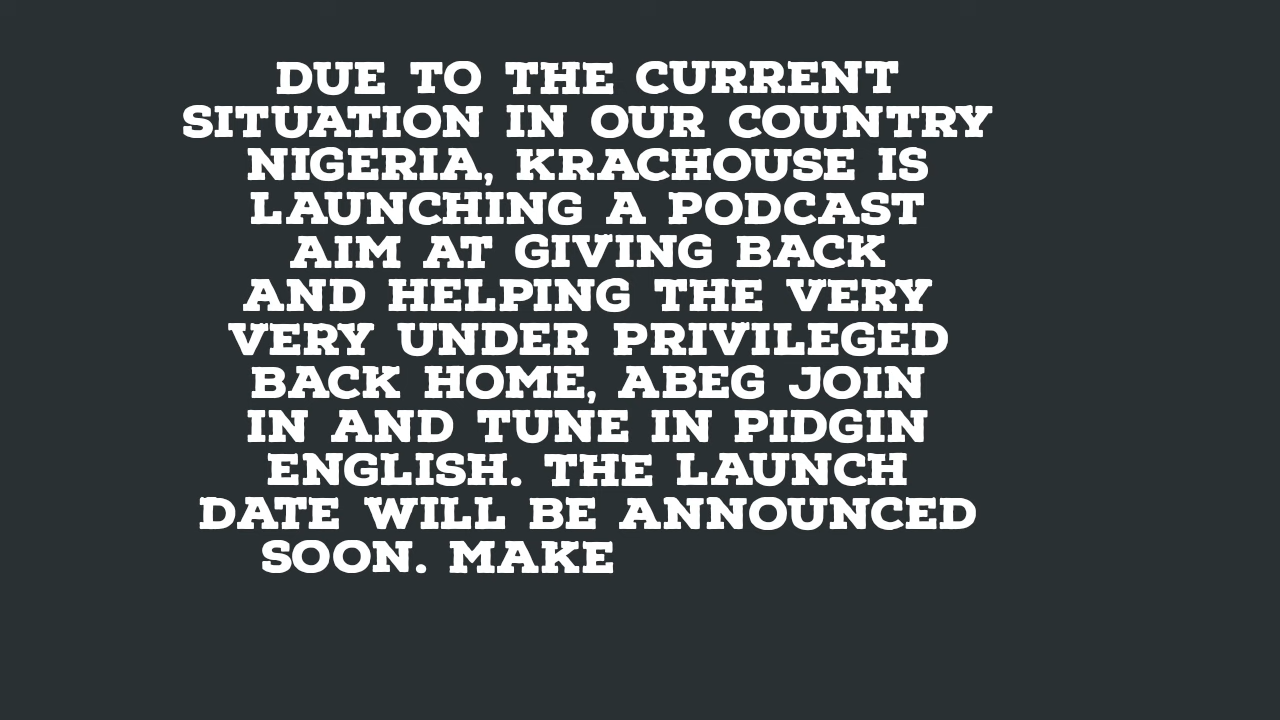 DUE TO THE CURRENT
SITUATION IN OUR COUNTRY
NIGERIA, KRACHOUSE IS
LAUNCHING A PODCAST
AIM AT GIVING BACK
AND HELPING THE VERY
VERY UNDER PRIVILEGED
BACK HOME, ABEG JOIN
IN AND TUNE IN PIDGIN
ENGLISH. THE LAUNCH
DATE WILL BE ANNOUNCED
SOON. MAKE